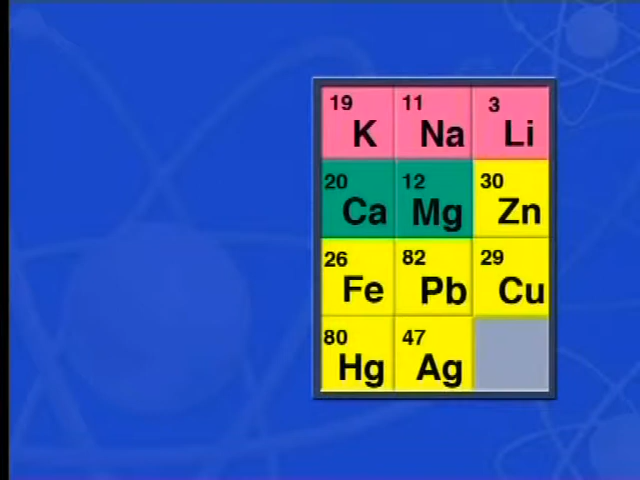 19 11 3
K Na Li
20 12 30
Ca Mg Zn
26 82 29
Fe Pb Cu
80 47
Hg Ag